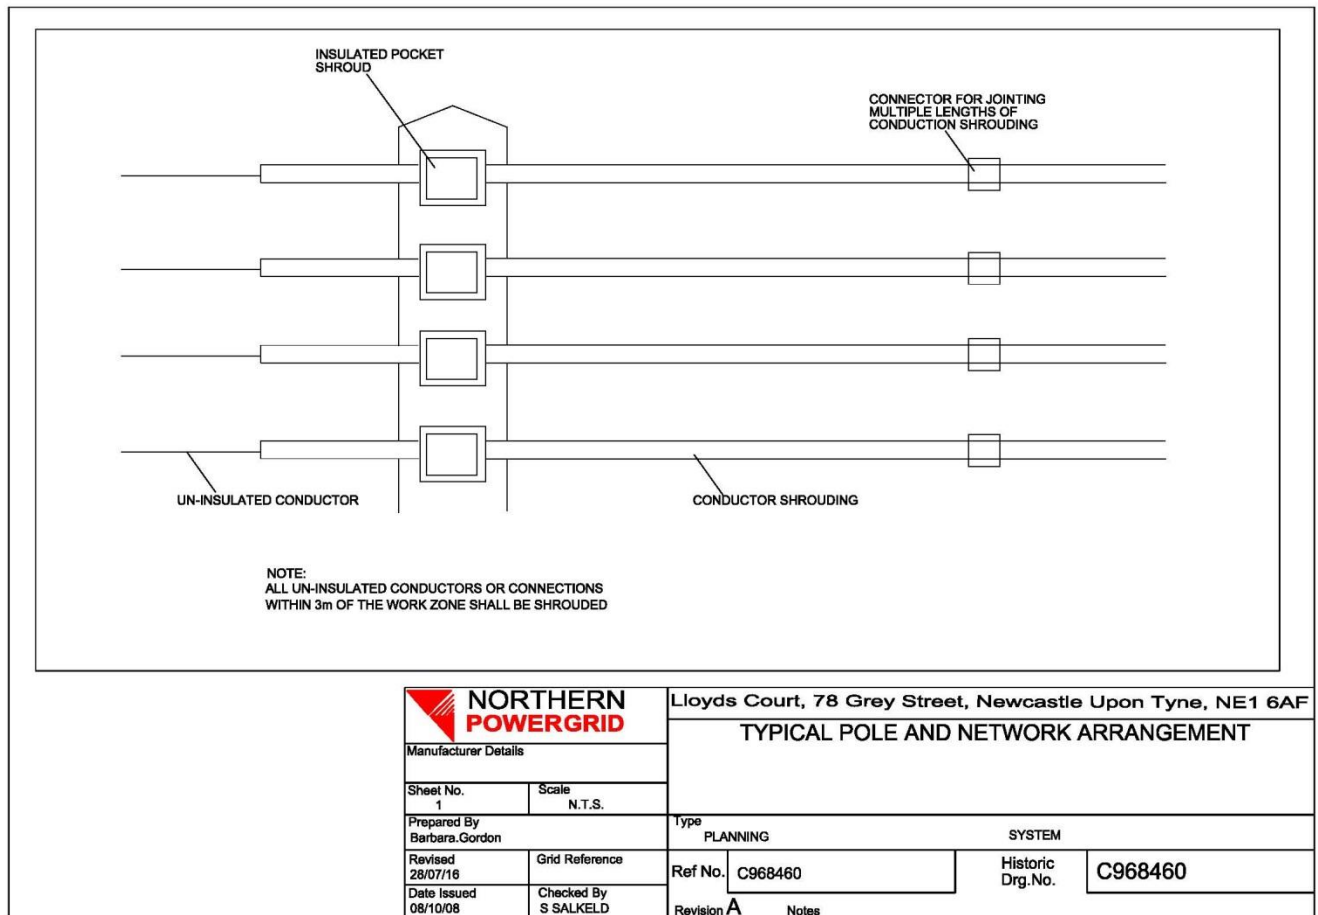 INSULATED POCKET
SHROUD
CONNECTOR FOR JOINTING
MULTIPLE LENGTHS OF
CONDUCTION SHROUDING
UN-INSULATED CONDUCTOR
CONDUCTOR SHROUDING
NOTE:
ALL UN-INSULATED CONDUCTORS OR CONNECTIONS
WITHIN 3m OF THE WORK ZONE SHALL BE SHROUDED
NORTHERN
POWERGRID
Lloyds Court, 78 Grey Street, Newcastle Upon Tyne, NE1 6AF
TYPICAL POLE AND NETWORK ARRANGEMENT
Manufacturer Details
Sheet No.
1
Scale
N.T.S.
Prepared By
Barbara.Gordon
Type
PLANNING
SYSTEM
Revised
28/07/16
Grid Reference
Ref No.
C968460
Historic
Drg.No.
C968460
Date Issued
08/10/08
Checked By
S SALKELD
Revision A
Notes